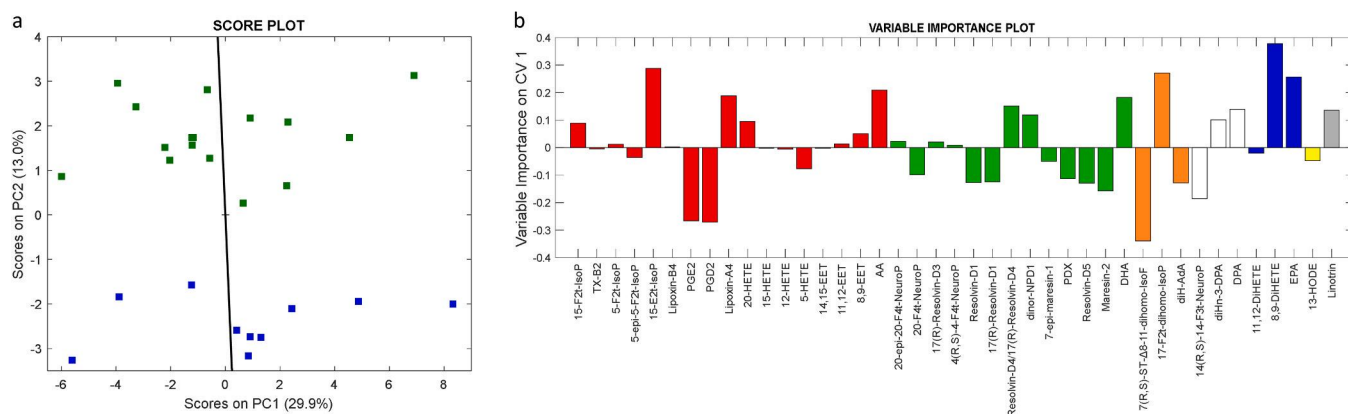 a
SCORE PLOT
4
3
2
1
0
-1
-2
-3
Scores on PC2 (13.0%)
-6
-4
-2
0
2
4
6
8
Scores on PC1 (29.9%)
b
VARIABLE IMPORTANCE PLOT
0.4
0.3
0.2
0.1
0
-0.1
-0.2
-0.3
-0.4
Variable Importance on CV 1
15-F2t-IsoP
TX-B2
5-F2t-IsoP
5-epi-5-F2t-IsoP
15-E2t-IsoP
Lipoxin-B4
PGE2
PGD2
Lipoxin-A4
20-HETE
15-HETE
12-HETE
5-HETE
14,15-EET
11,12-EET
8,9-EET
AA
20-epi-20-F4t-NeuroP
20-F4t-NeuroP
17(R)-Resolvin-D3
4(R,S)-4-F4t-NeuroP
Resolvin-D1
17(R)-Resolvin-D1
Resolvin-D4/17(R)-Resolvin-D4
dinor-NPD1
7-epi-maresin-1
PDX
Resolvin-D5
Maresin-2
DHA
7(R,S)-ST-Δ8-11-dihomo-IsoF
17-F2t-dihomo-IsoP
diH-AdA
14(R,S)-14-F3t-NeuroP
diHn-3-DPA
DPA
11,12-DiHETE
8,9-DiHETE
EPA
13-HODE
Linotrin